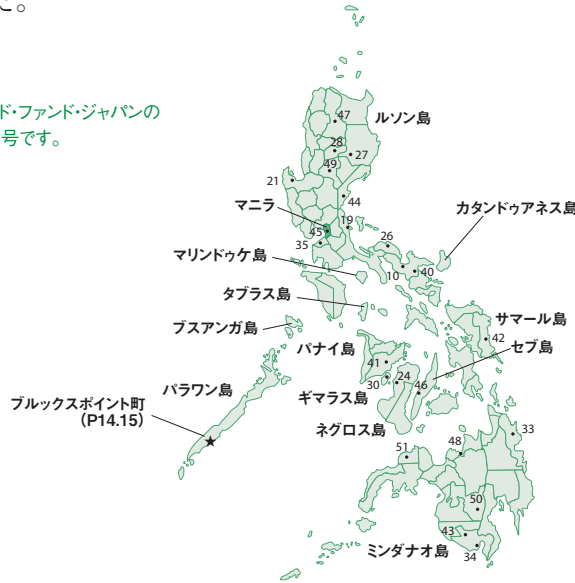 こ。
ド・ファンド・ジャパンの
号です。
47
ルソン島
28
27
49
21
44
マニラ
19
カタンドゥアネス島
45
26
35
マリンドゥケ島
10
40
タブラス島
サマール島
ブスアンガ島
42
セブ島
パナイ島
41
パラワン島
30
24
46
ギマラス島
ブルックスポイント町
(P14.15)
ネグロス島
33
48
51
50
43
ミンダナオ島
34